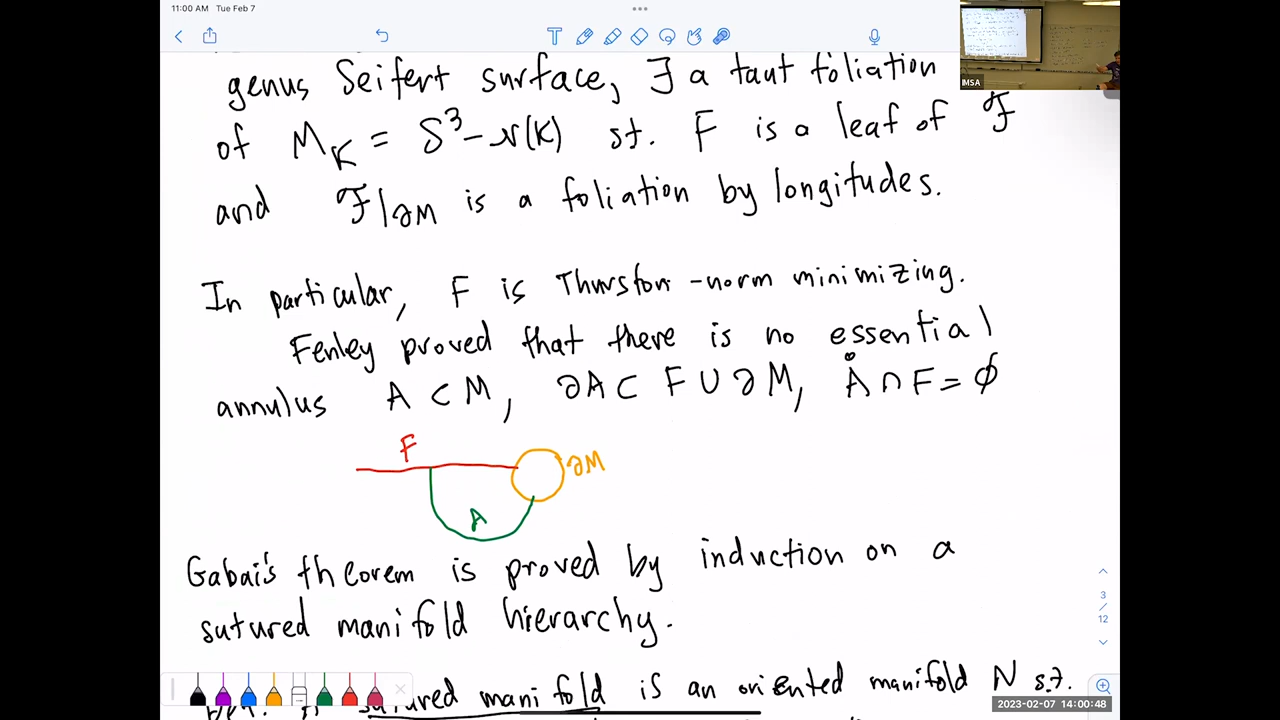 11:00 AM Tue Feb 7
genus Seifert surface, ∃ a taut foliation
of M_K = S³ - N(K) st. F is a leaf of F
and F|∂M is a foliation by longitudes.
In particular, F is Thurston-norm minimizing.
Fenley proved that there is no essential
annulus A ⊂ M, ∂A ⊂ F ∪ ∂M, Å ∩ F = ∅
F
∂M
A
Gabai's theorem is proved by induction on a
sutured manifold hierarchy.
sutured manifold is an oriented manifold N s.t.
IMSA
3
/
12
2023-02-07 14:00:48